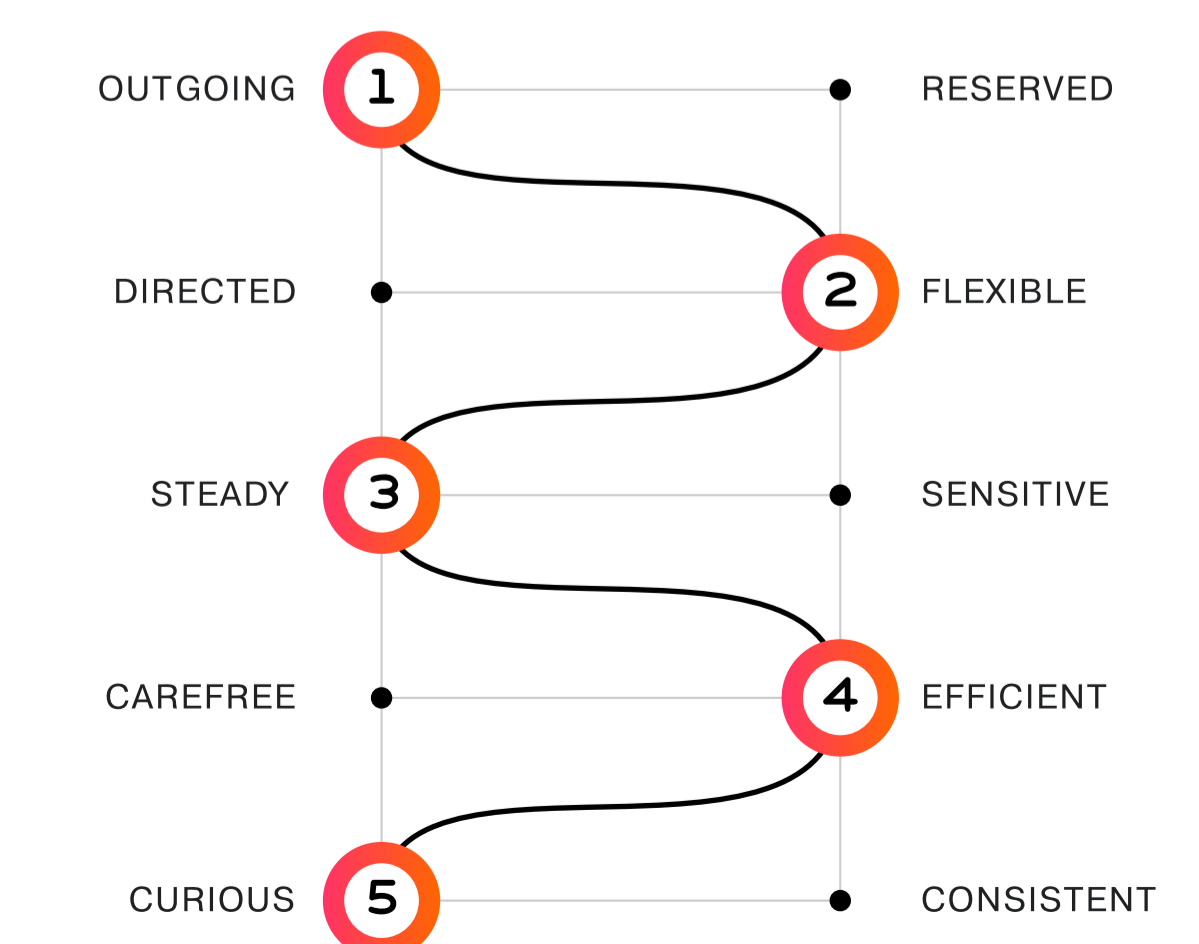 OUTGOING 1 RESERVED
DIRECTED 2 FLEXIBLE
STEADY 3 SENSITIVE
CAREFREE 4 EFFICIENT
CURIOUS 5 CONSISTENT